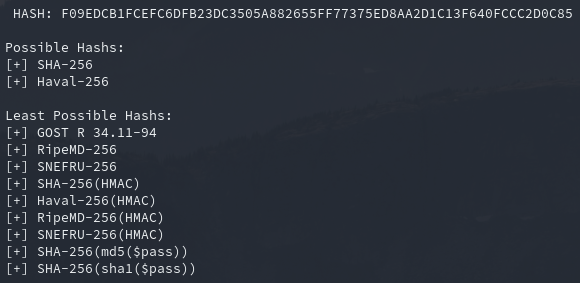 HASH: F09EDCB1FCEFC6DFB23DC3505A882655FF77375ED8AA2D1C13F640FCCC2D0C85
Possible Hashs:
[+] SHA-256
[+] Haval-256
Least Possible Hashs:
[+] GOST R 34.11-94
[+] RipeMD-256
[+] SNEFRU-256
[+] SHA-256(HMAC)
[+] Haval-256(HMAC)
[+] RipeMD-256(HMAC)
[+] SNEFRU-256(HMAC)
[+] SHA-256(md5($pass))
[+] SHA-256(sha1($pass))